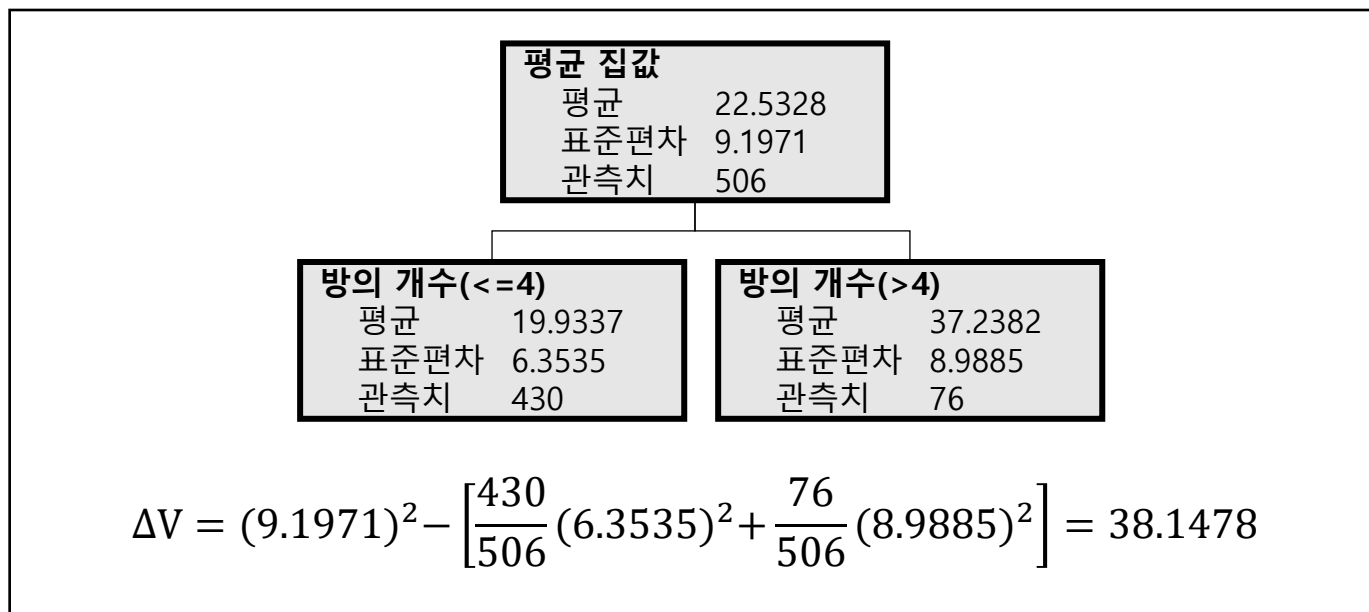 평균 집값
평균 22.5328
표준편차 9.1971
관측치 506
방의 개수(<=4)
평균 19.9337
표준편차 6.3535
관측치 430
방의 개수(>4)
평균 37.2382
표준편차 8.9885
관측치 76
ΔV = (9.1971)² − [430/506 (6.3535)² + 76/506 (8.9885)²] = 38.1478